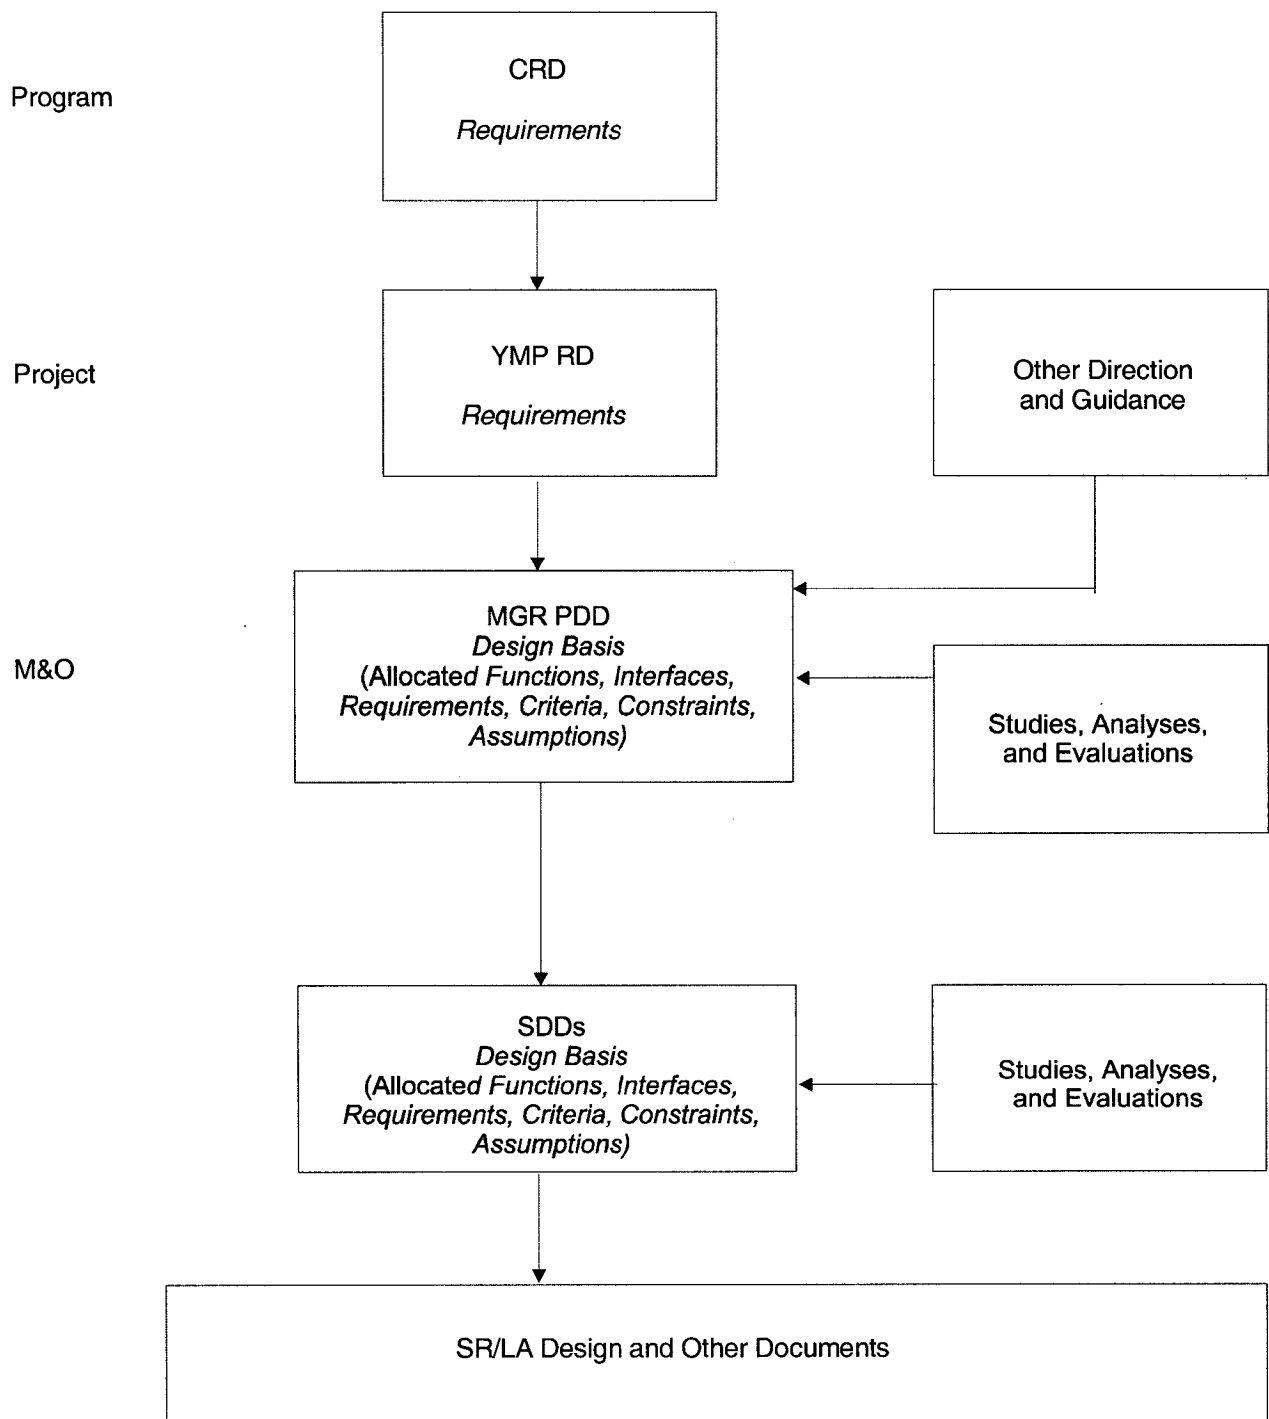 Program
CRD
Requirements
Project
YMP RD
Requirements
Other Direction
and Guidance
M&O
MGR PDD
Design Basis
(Allocated Functions, Interfaces,
Requirements, Criteria, Constraints,
Assumptions)
Studies, Analyses,
and Evaluations
SDDs
Design Basis
(Allocated Functions, Interfaces,
Requirements, Criteria, Constraints,
Assumptions)
Studies, Analyses,
and Evaluations
SR/LA Design and Other Documents